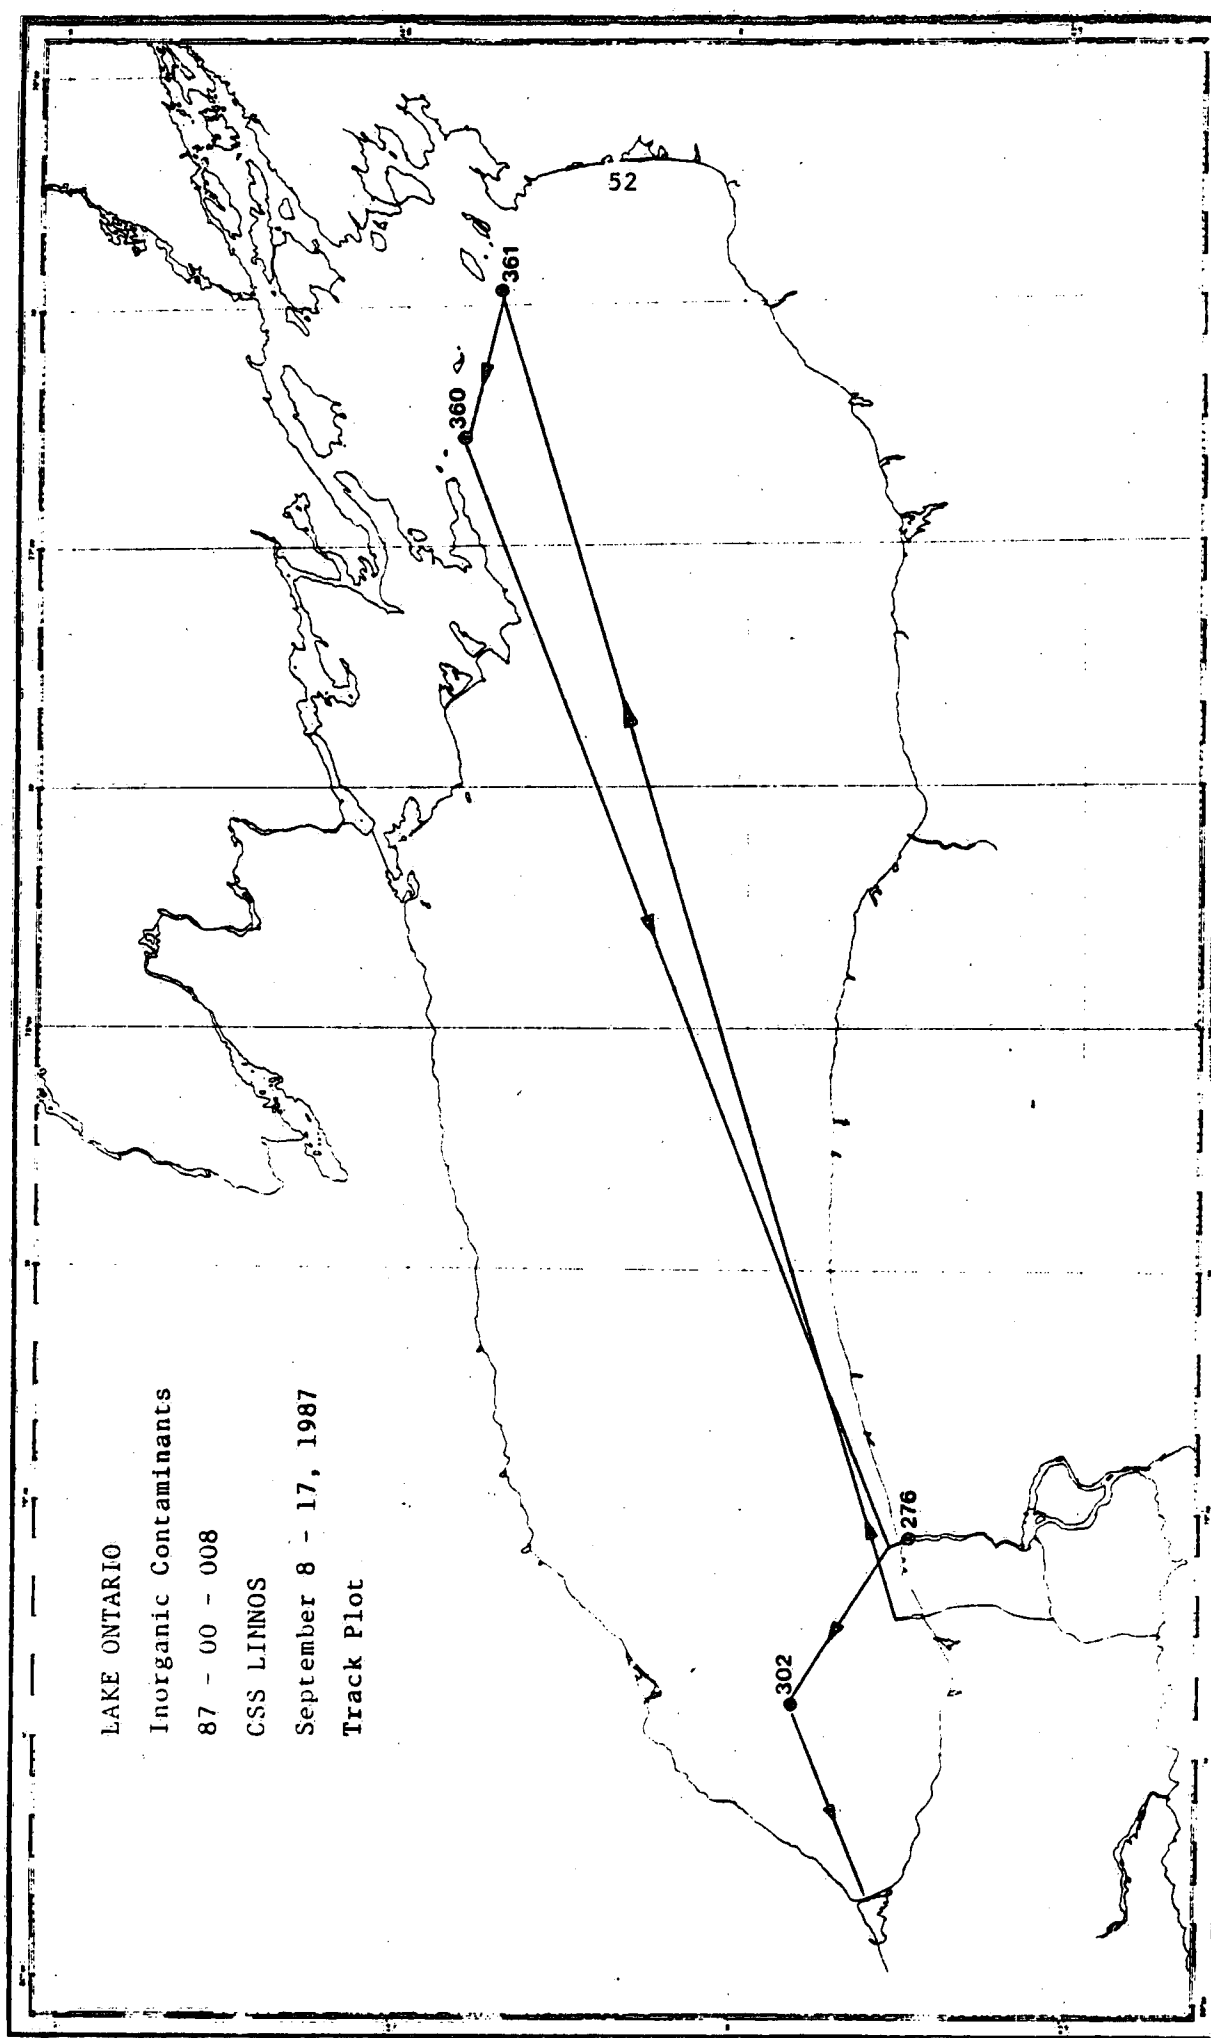 LAKE ONTARIO
Inorganic Contaminants
87 - 00 - 008
CSS LIMNOS
September 8 - 17, 1987
Track Plot
52
361
360
276
302